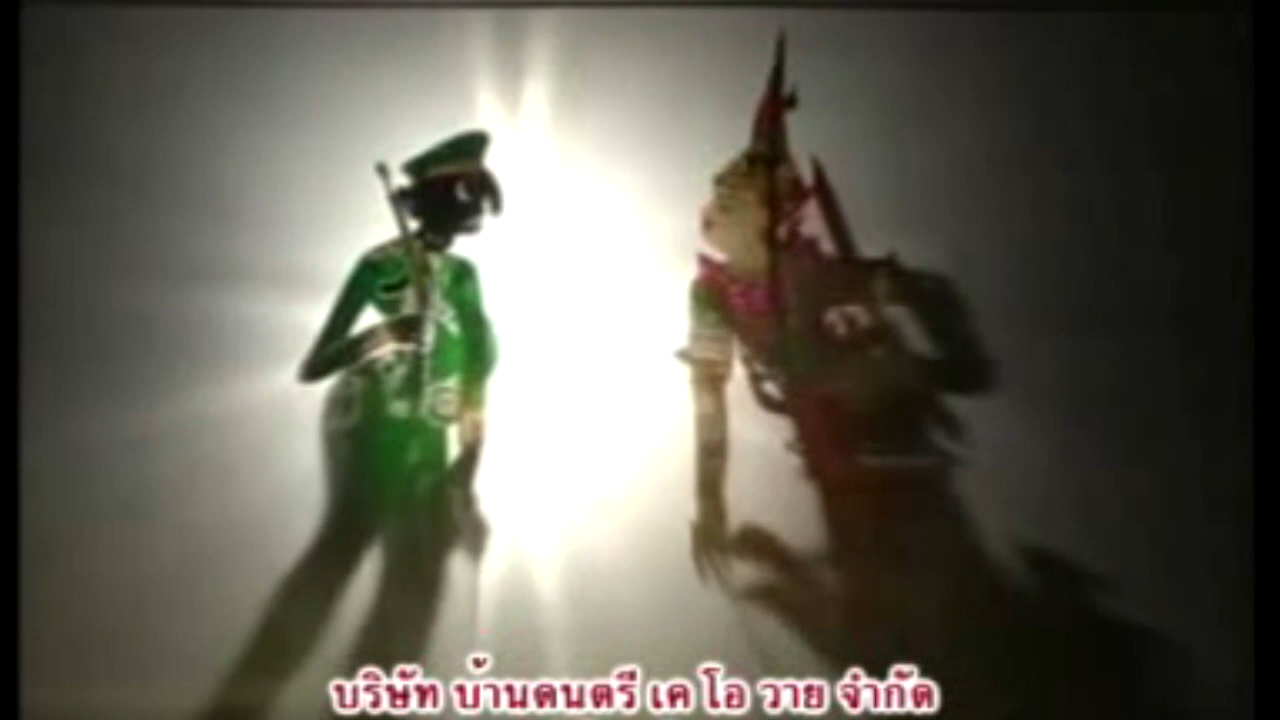 บริษัท บ้านดนตรี เค โอ วาย จำกัด